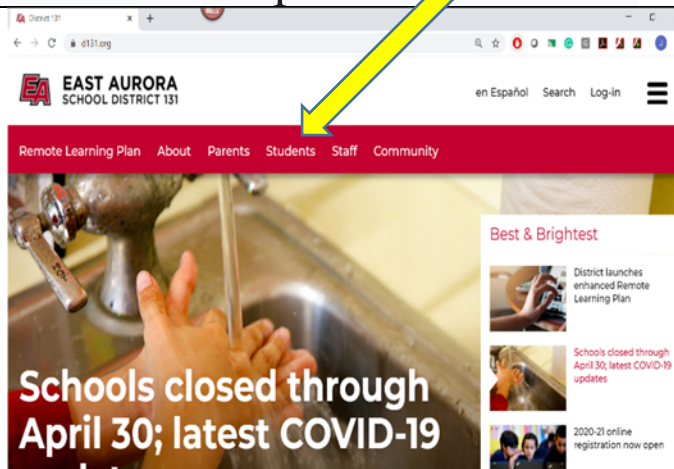 District 131
d131.org
EA
EAST AURORA
SCHOOL DISTRICT 131
en Español Search Log-in
Remote Learning Plan About Parents Students Staff Community
Best & Brightest
District launches
enhanced Remote
Learning Plan
Schools closed through
April 30; latest COVID-19
updates
2020-21 online
registration now open
Schools closed through
April 30; latest COVID-19